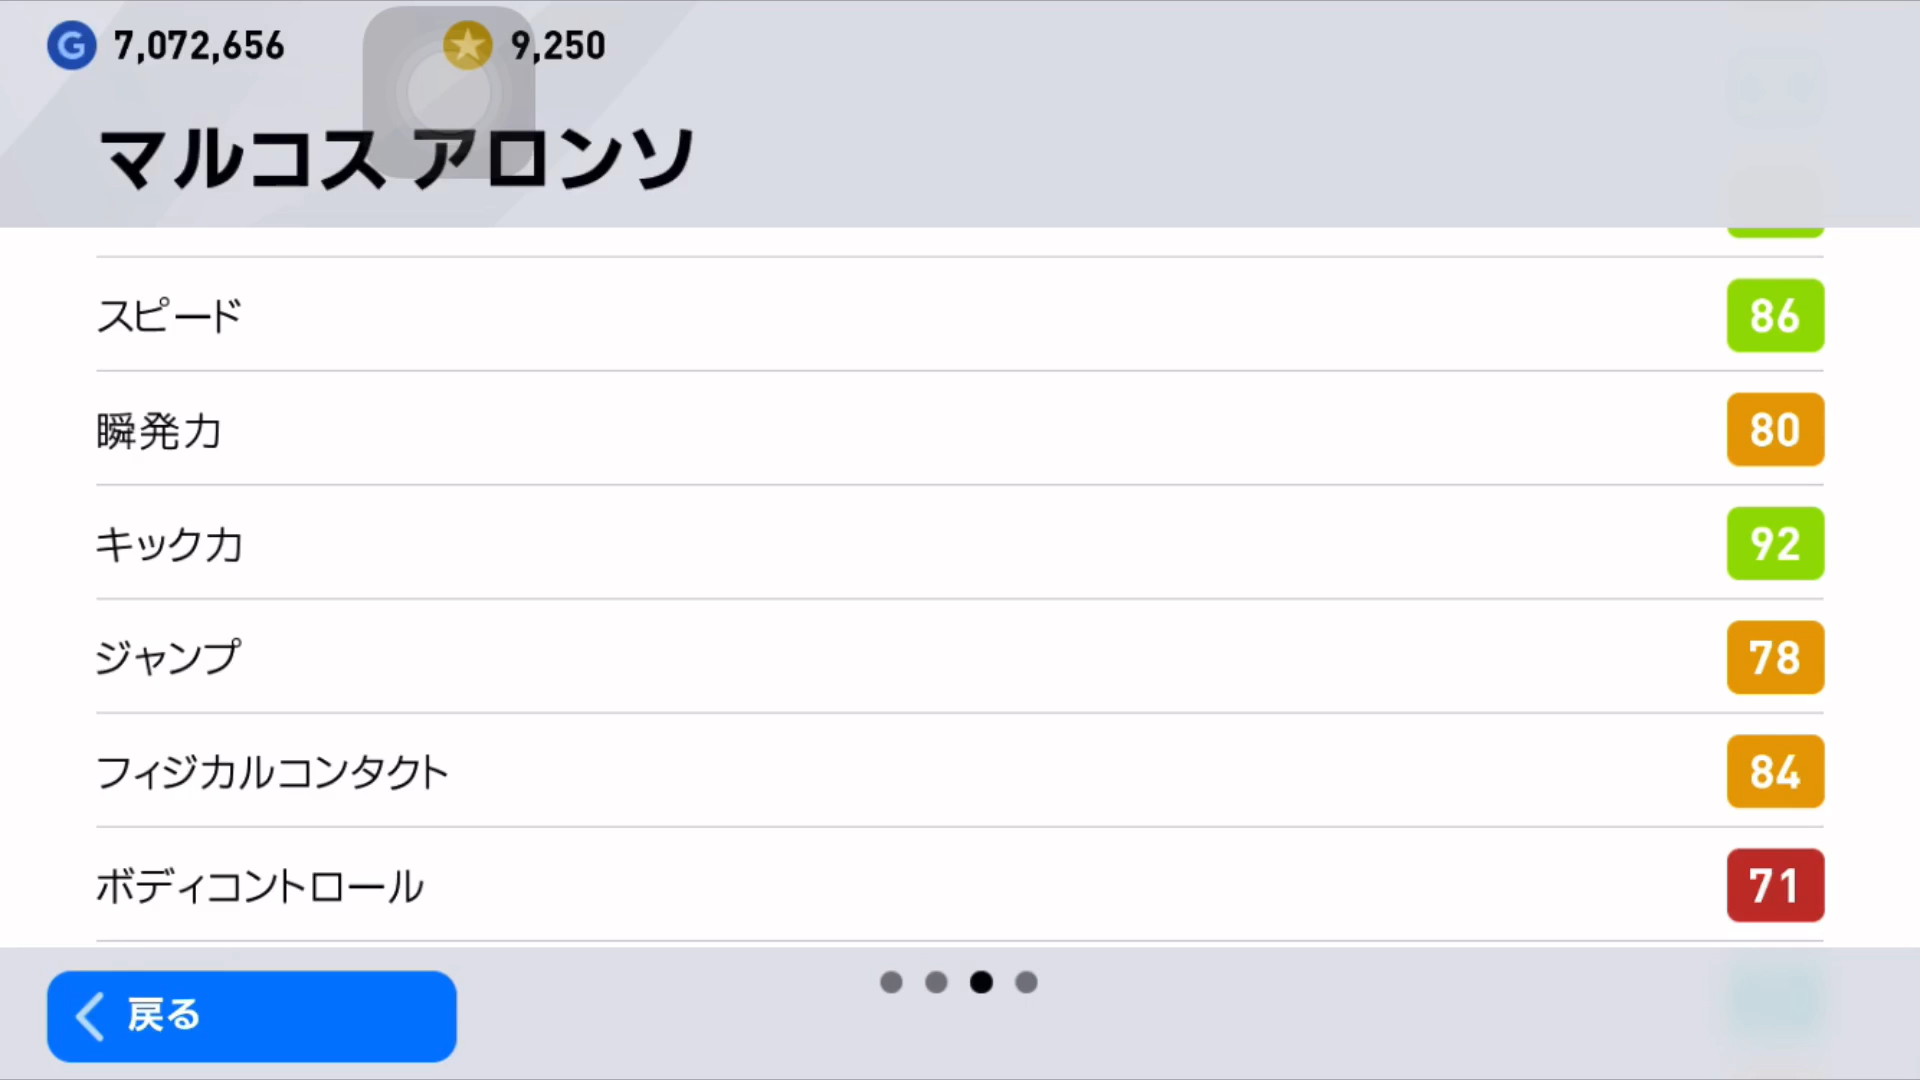 G 7,072,656 9,250
マルコス アロンソ
スピード 86
瞬発力 80
キック力 92
ジャンプ 78
フィジカルコンタクト 84
ボディコントロール 71
戻る